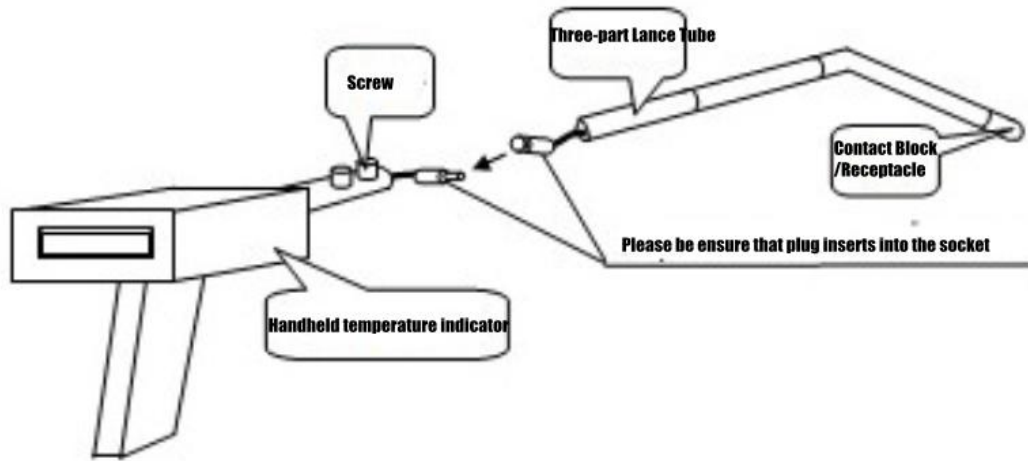 Three-part Lance Tube
Screw
Contact Block
/Receptacle
Please be ensure that plug inserts into the socket
Handheld temperature indicator